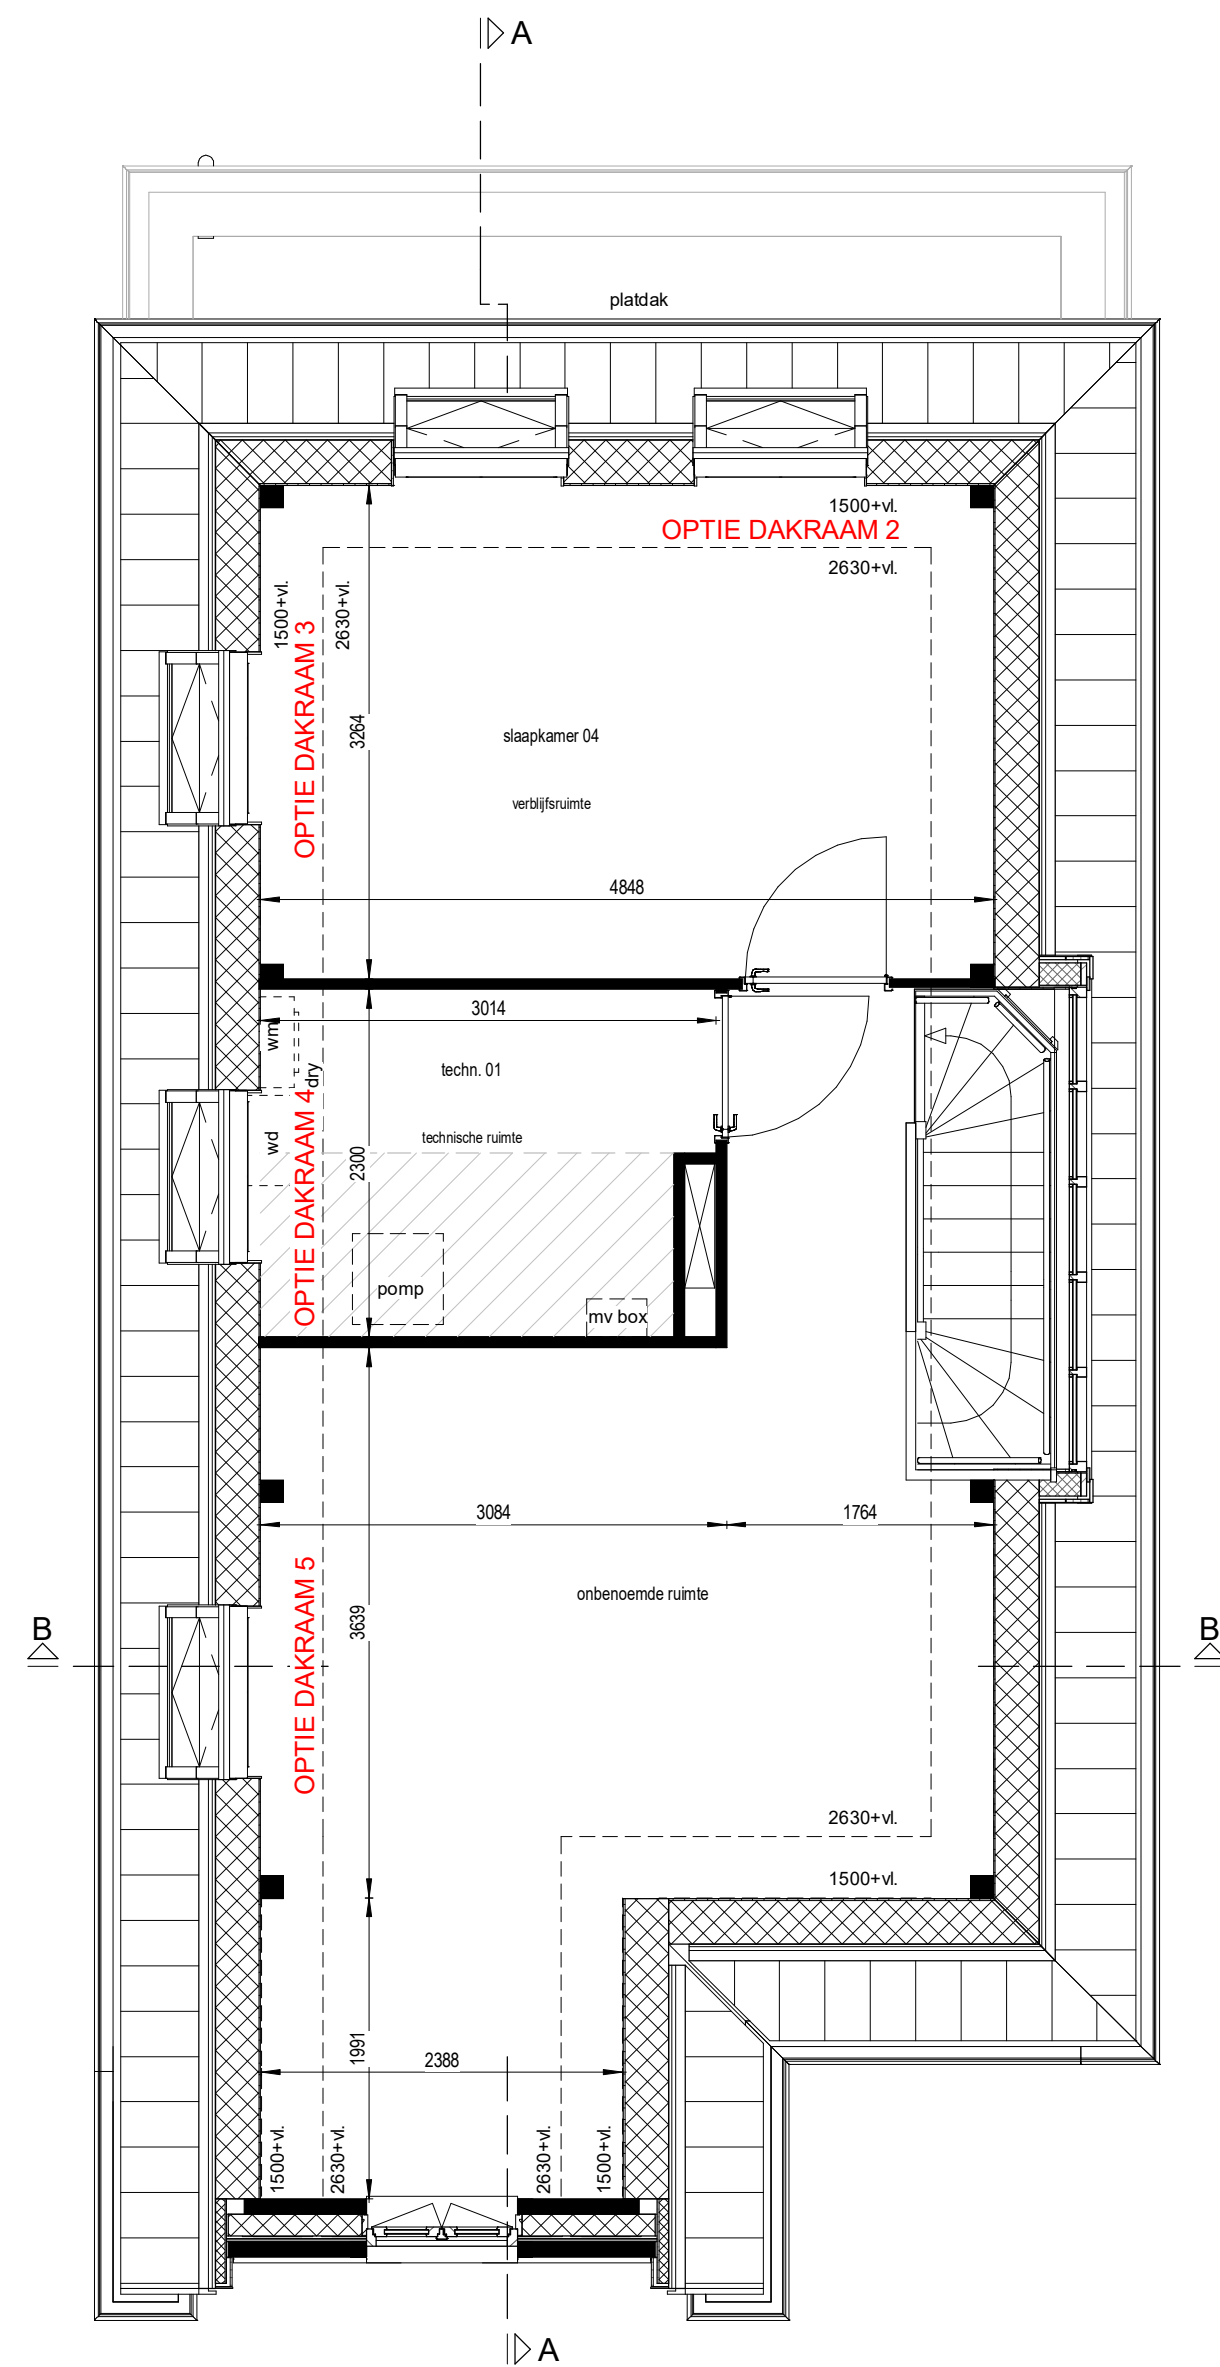 A
platdak
1500+vl.
OPTIE DAKRAAM 2
2630+vl.
1500+vl.
2630+vl.
OPTIE DAKRAAM 3
3264
slaapkamer 04
verblijfsruimte
4848
3014
wm
dry
techn. 01
technische ruimte
wd
OPTIE DAKRAAM 4
2300
pomp
mv box
3084
1764
onbenoemde ruimte
OPTIE DAKRAAM 5
3639
B
B
2630+vl.
1500+vl.
1991
2388
1500+vl.
2630+vl.
2630+vl.
1500+vl.
A